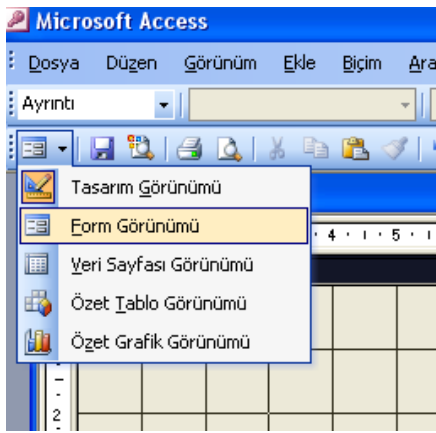 Microsoft Access
Dosya Düzen Görünüm Ekle Biçim Ara
Ayrıntı
Tasarım Görünümü
Form Görünümü
Veri Sayfası Görünümü
Özet Tablo Görünümü
Özet Grafik Görünümü
4 5
2